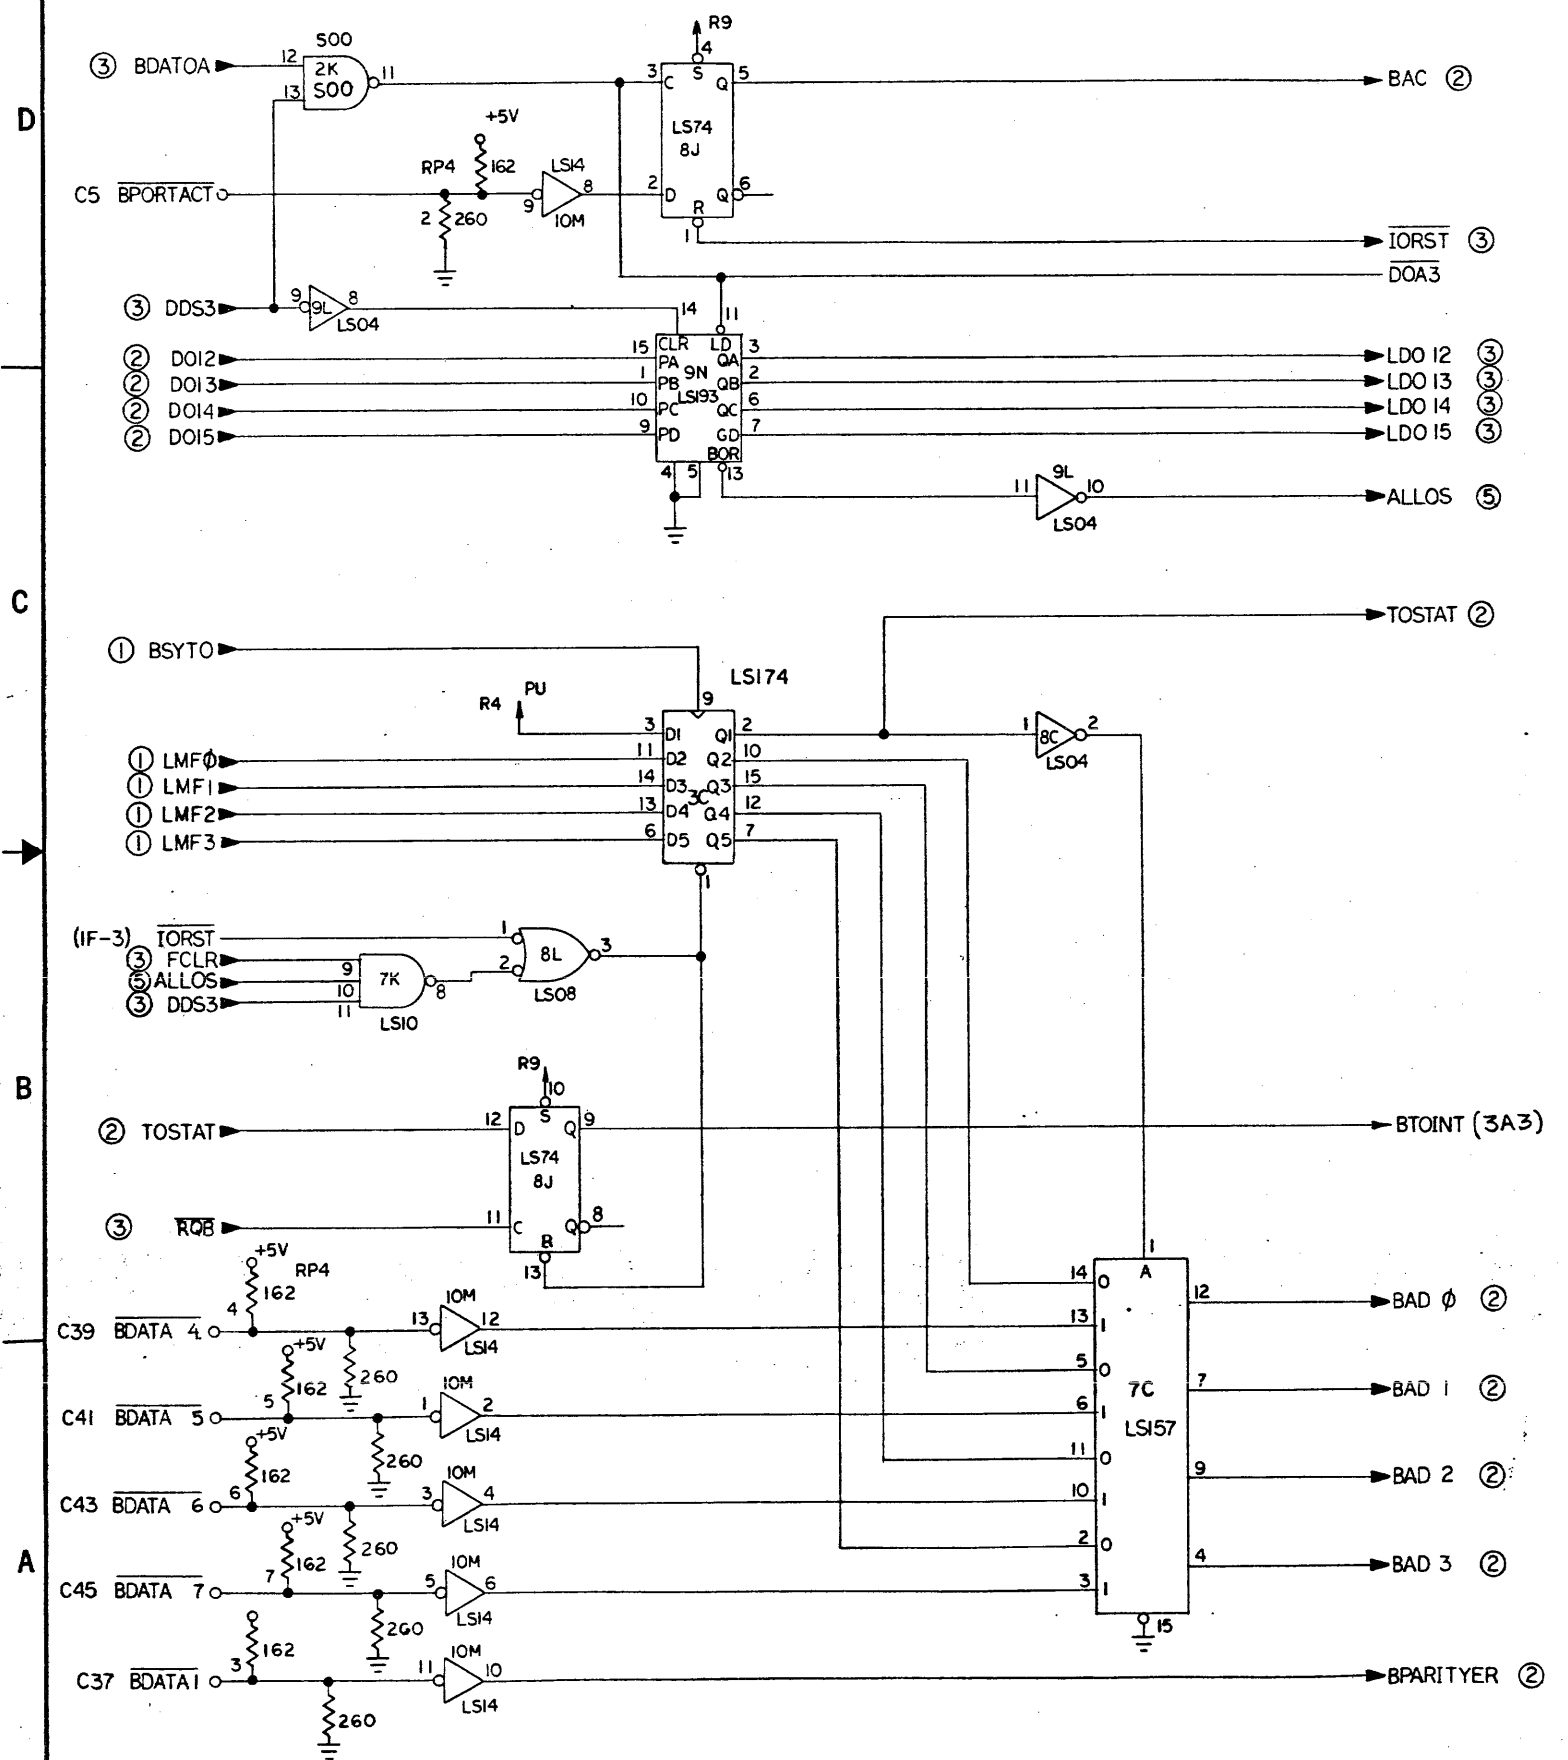 S00
R9
③ BDATOA 12 2K 11 4
13 S00 3 C S Q 5 BAC ②
D
+5V LS74
RP4 162 LS14 8J
C5 BPORTACT 9 8 2 D Q 6
2 260 10M R
1 IORST ③
DOA3
③ DDS3 9 9L 8 14 11
LS04
CLR LD
② DO12 15 PA QA 3 LDO 12 ③
② DO13 1 PB 9N QB 2 LDO 13 ③
② DO14 10 PC LS193 QC 6 LDO 14 ③
② DO15 9 PD GD 7 LDO 15 ③
BOR
4 5 13 9L
11 10 ALLOS ⑤
LS04
C
TOSTAT ②
① BSYTO
LS174
PU 9
R4
3 D1 Q1 2 1 8C 2
① LMFϕ 11 D2 Q2 10 LS04
① LMF1 14 D3 Q3 15
3C
① LMF2 13 D4 Q4 12
① LMF3 6 D5 Q5 7
1
(1F-3) IORST 1
③ FCLR 9 8L 3
⑤ ALLOS 10 7K 8 2
③ DDS3 11 LS08
LS10
R9
10
B
② TOSTAT 12 D S Q 9 BTOINT (3A3)
LS74
8J
③ RQB 11 C Q 8
R
13
+5V RP4 1
162 14 O A 12 BAD ϕ ②
4 10M
C39 BDATA 4 13 12 13 1
+5V LS14
162 260 5 O 7 BAD 1 ②
5 10M 7C
C41 BDATA 5 1 2 6 1
LS157
+5V LS14
162 260 11 O 9 BAD 2 ②
6 10M
C43 BDATA 6 3 4 10 1
+5V LS14
162 260 2 O 4 BAD 3 ②
A
7 10M
C45 BDATA 7 5 6 3 1
LS14
162 260 15
3 10M
C37 BDATA1 11 10 BPARITYER ②
LS14
260